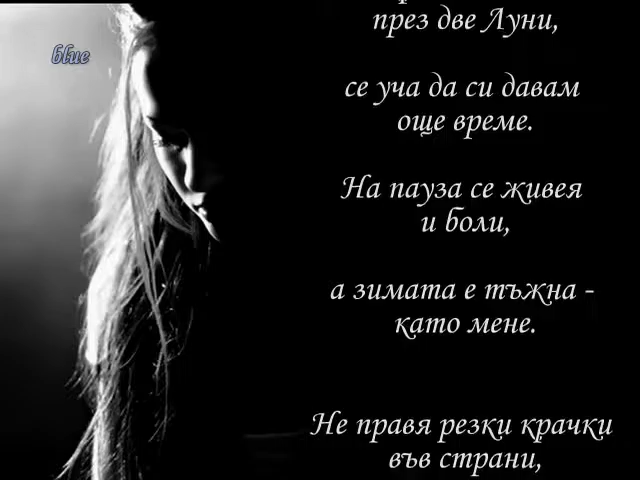 blue
през две Луни,
се уча да си давам
още време.
На пауза се живея
и боли,
а зимата е тъжна -
като мене.
Не правя резки крачки
във страни,